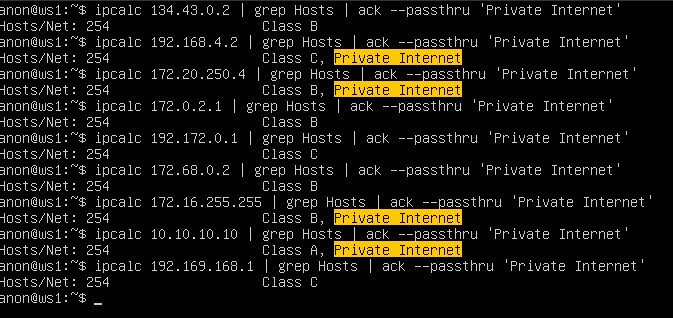 anon@ws1:~$ ipcalc 134.43.0.2 | grep Hosts | ack --passthru 'Private Internet'
Hosts/Net: 254                   Class B
anon@ws1:~$ ipcalc 192.168.4.2 | grep Hosts | ack --passthru 'Private Internet'
Hosts/Net: 254                   Class C, Private Internet
anon@ws1:~$ ipcalc 172.20.250.4 | grep Hosts | ack --passthru 'Private Internet'
Hosts/Net: 254                   Class B, Private Internet
anon@ws1:~$ ipcalc 172.0.2.1 | grep Hosts | ack --passthru 'Private Internet'
Hosts/Net: 254                   Class B
anon@ws1:~$ ipcalc 192.172.0.1 | grep Hosts | ack --passthru 'Private Internet'
Hosts/Net: 254                   Class C
anon@ws1:~$ ipcalc 172.68.0.2 | grep Hosts | ack --passthru 'Private Internet'
Hosts/Net: 254                   Class B
anon@ws1:~$ ipcalc 172.16.255.255 | grep Hosts | ack --passthru 'Private Internet'
Hosts/Net: 254                   Class B, Private Internet
anon@ws1:~$ ipcalc 10.10.10.10 | grep Hosts | ack --passthru 'Private Internet'
Hosts/Net: 254                   Class A, Private Internet
anon@ws1:~$ ipcalc 192.169.168.1 | grep Hosts | ack --passthru 'Private Internet'
Hosts/Net: 254                   Class C
anon@ws1:~$ _